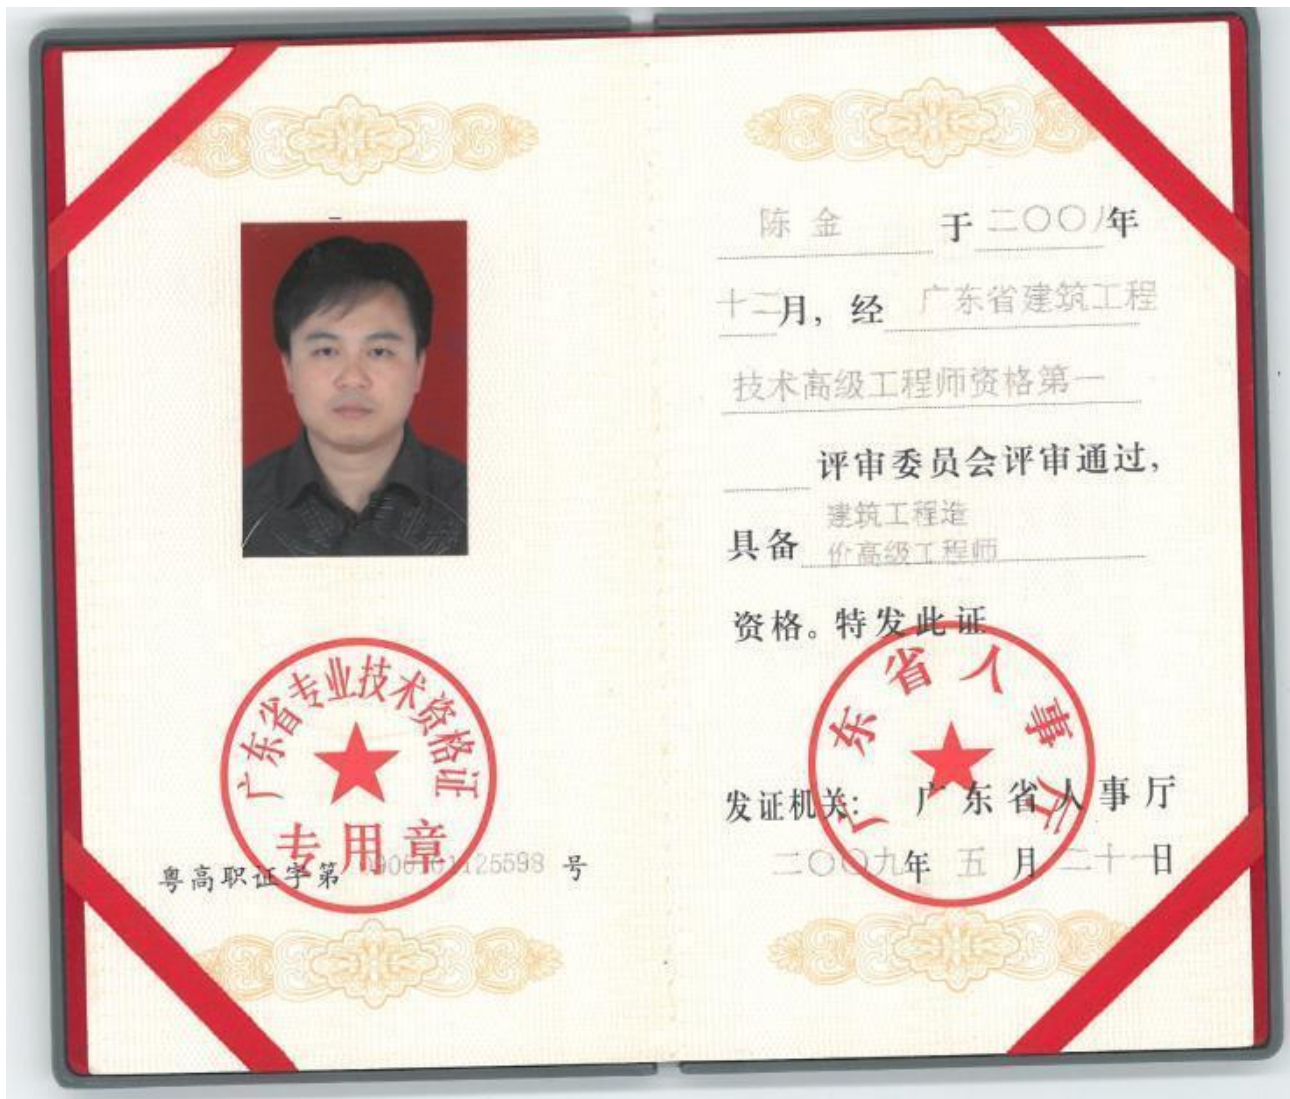 广东省专业技术资格证
专用章
粤高职证字第 0900101125598 号
陈金 于二〇〇八年
十二月，经 广东省建筑工程
技术高级工程师资格第一
评审委员会评审通过，
建筑工程造
具备 价高级工程师
资格。特发此证
广东省人事厅
发证机关： 广东省人事厅
二〇〇九年 五 月 二十一日